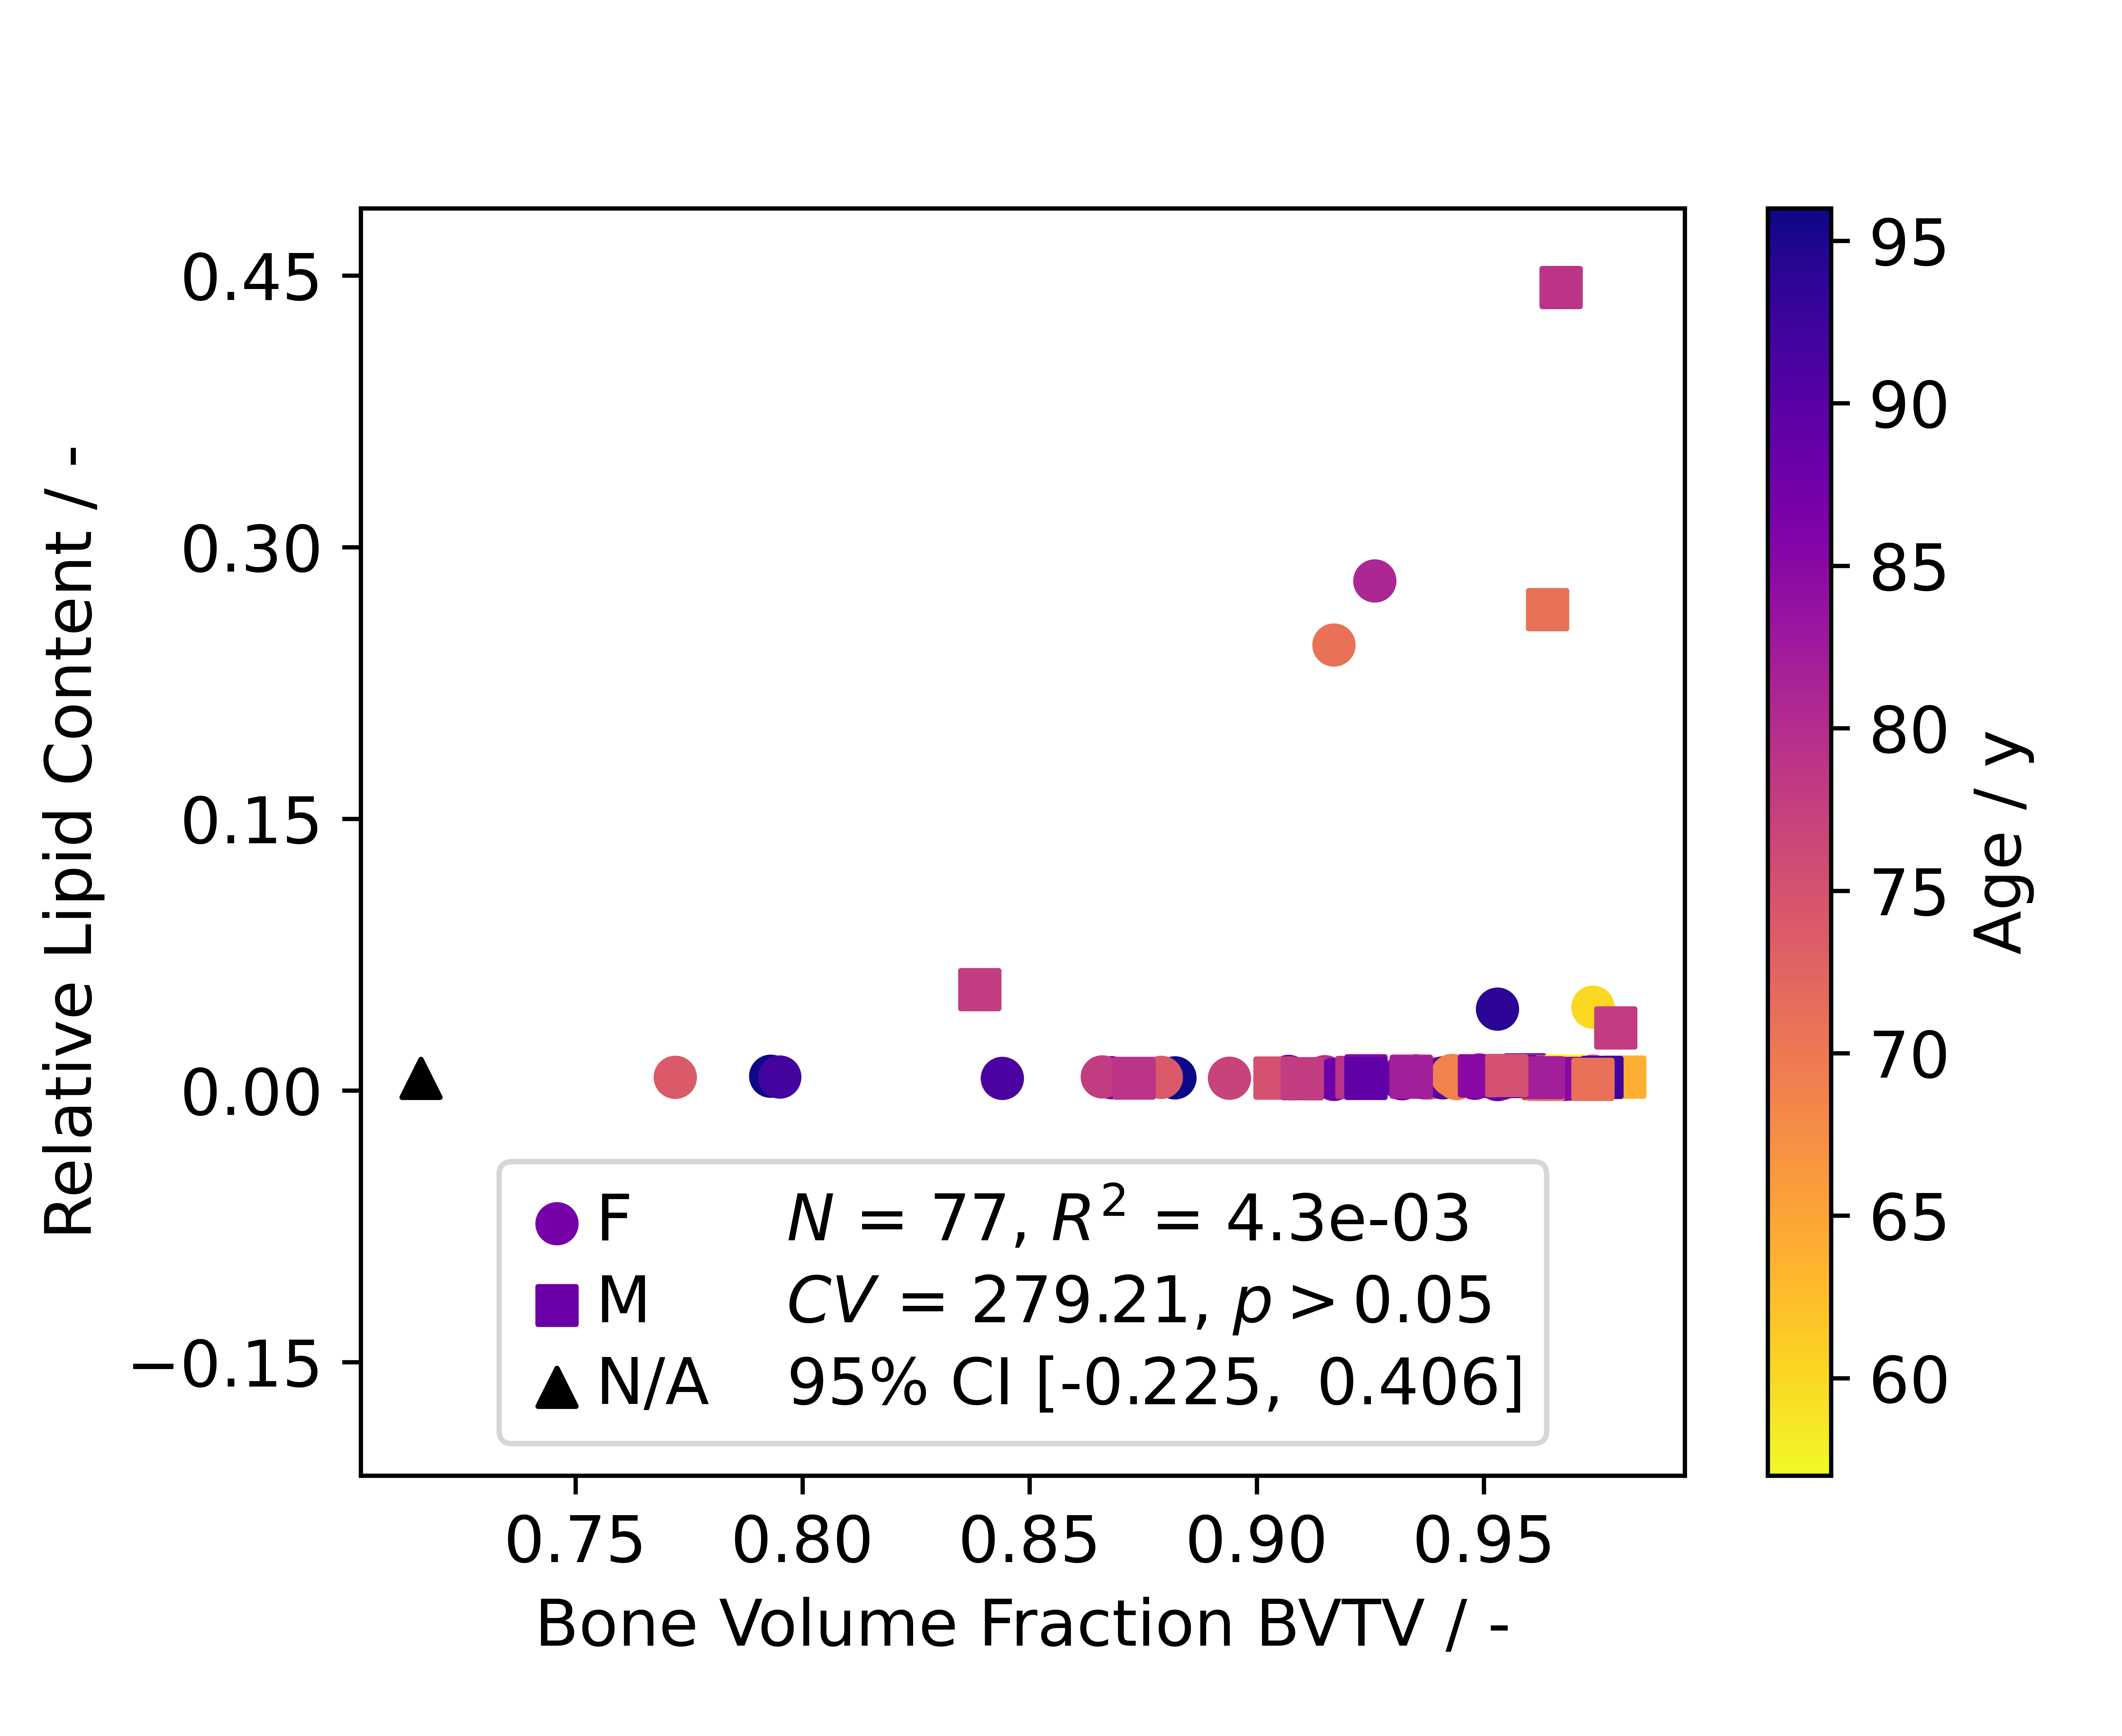 Relative Lipid Content / -
0.45
0.30
0.15
0.00
−0.15
F
M
N/A
N = 77, R² = 4.3e-03
CV = 279.21, p > 0.05
95% CI [-0.225, 0.406]
0.75 0.80 0.85 0.90 0.95
Bone Volume Fraction BVTV / -
95
90
85
80
75
70
65
60
Age / y